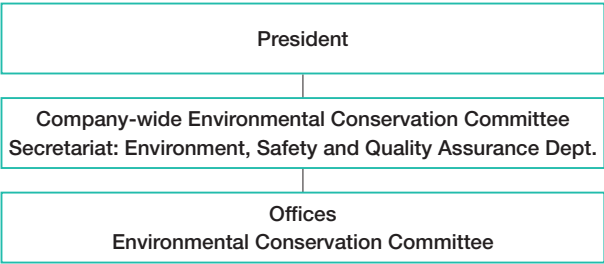 President
Company-wide Environmental Conservation Committee
Secretariat: Environment, Safety and Quality Assurance Dept.
Offices
Environmental Conservation Committee